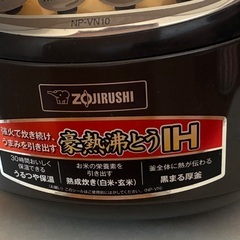 NP-VN10
ZOJIRUSHI
強火で炊き続け、
うまみを引き出す
豪熱沸とうIH
30時間おいしく
保温できる
うるつや保温
お米の栄養素を
引き出す
熟成炊き(白米・玄米)
釜全体に熱が伝わる
黒まる厚釜